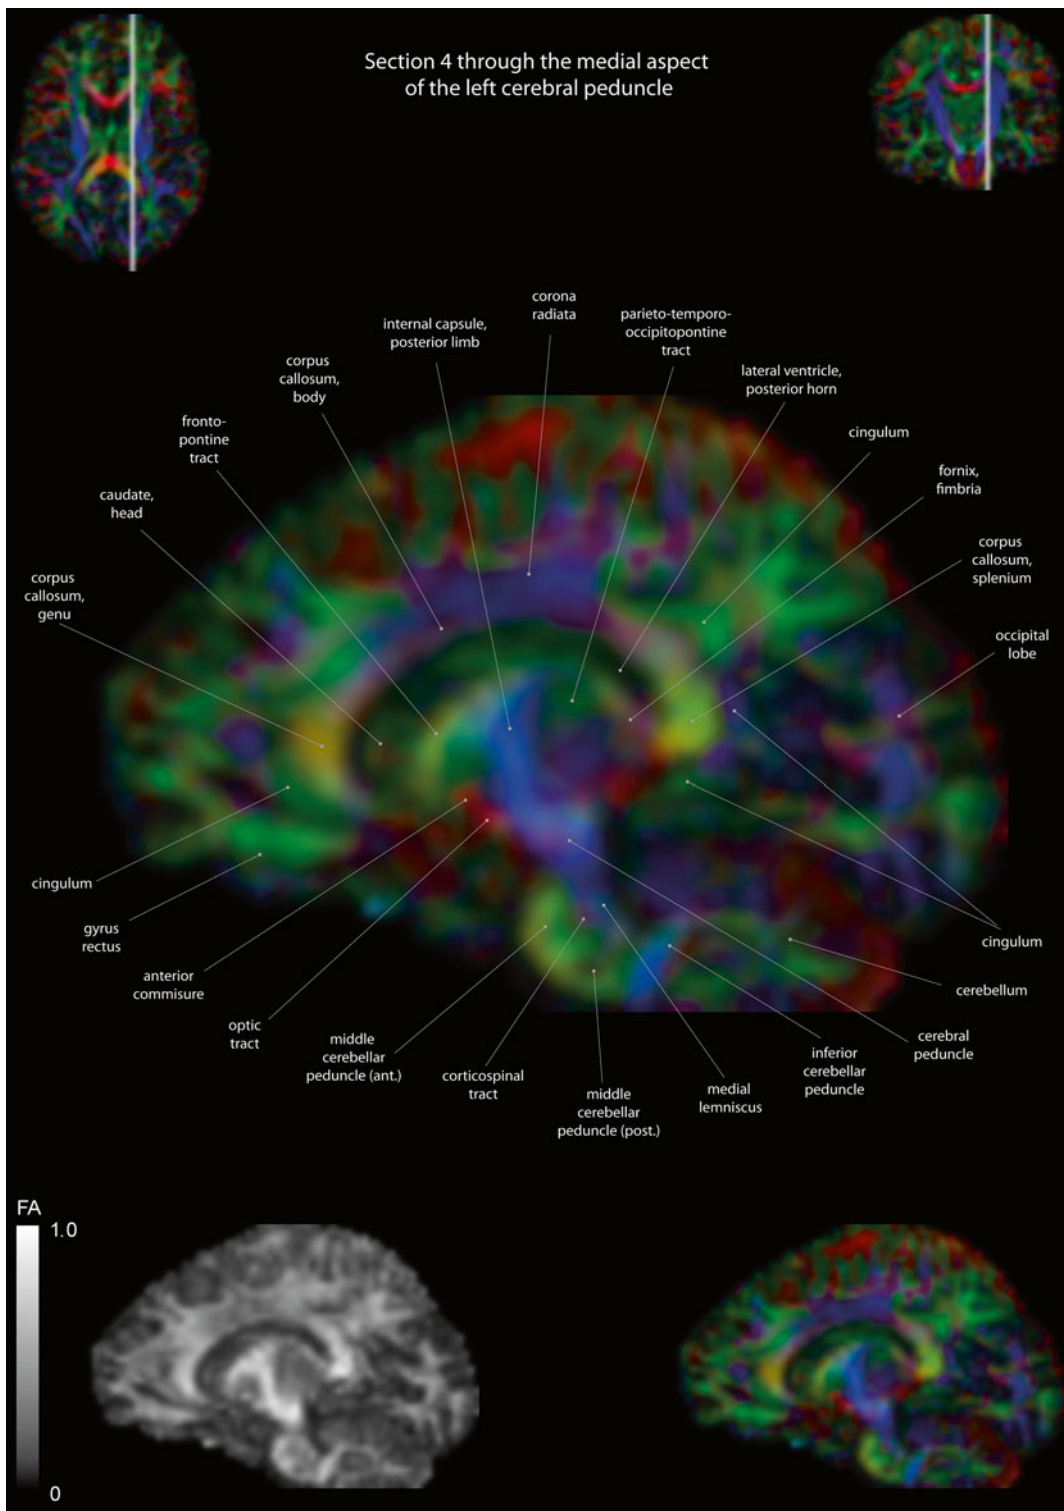 Section 4 through the medial aspect
of the left cerebral peduncle
corona
radiata
parieto-temporo-
occipitopontine
tract
internal capsule,
posterior limb
corpus
callosum,
body
lateral ventricle,
posterior horn
fronto-
pontine
tract
cingulum
fornix,
fimbria
caudate,
head
corpus
callosum,
splenium
corpus
callosum,
genu
occipital
lobe
cingulum
gyrus
rectus
anterior
commisure
optic
tract
middle
cerebellar
peduncle (ant.)
corticospinal
tract
middle
cerebellar
peduncle (post.)
medial
lemniscus
inferior
cerebellar
peduncle
cerebral
peduncle
cerebellum
cingulum
FA
1.0
0